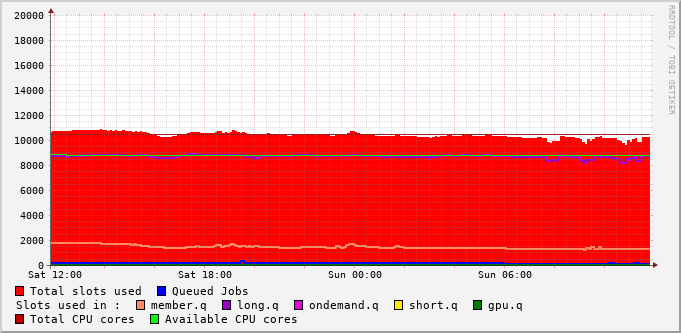 RRDTOOL / TOBI OETIKER
20000
18000
16000
14000
12000
10000
8000
6000
4000
2000
0
Sat 12:00 Sat 18:00 Sun 00:00 Sun 06:00
Total slots used Queued Jobs
Slots used in : member.q long.q ondemand.q short.q gpu.q
Total CPU cores Available CPU cores